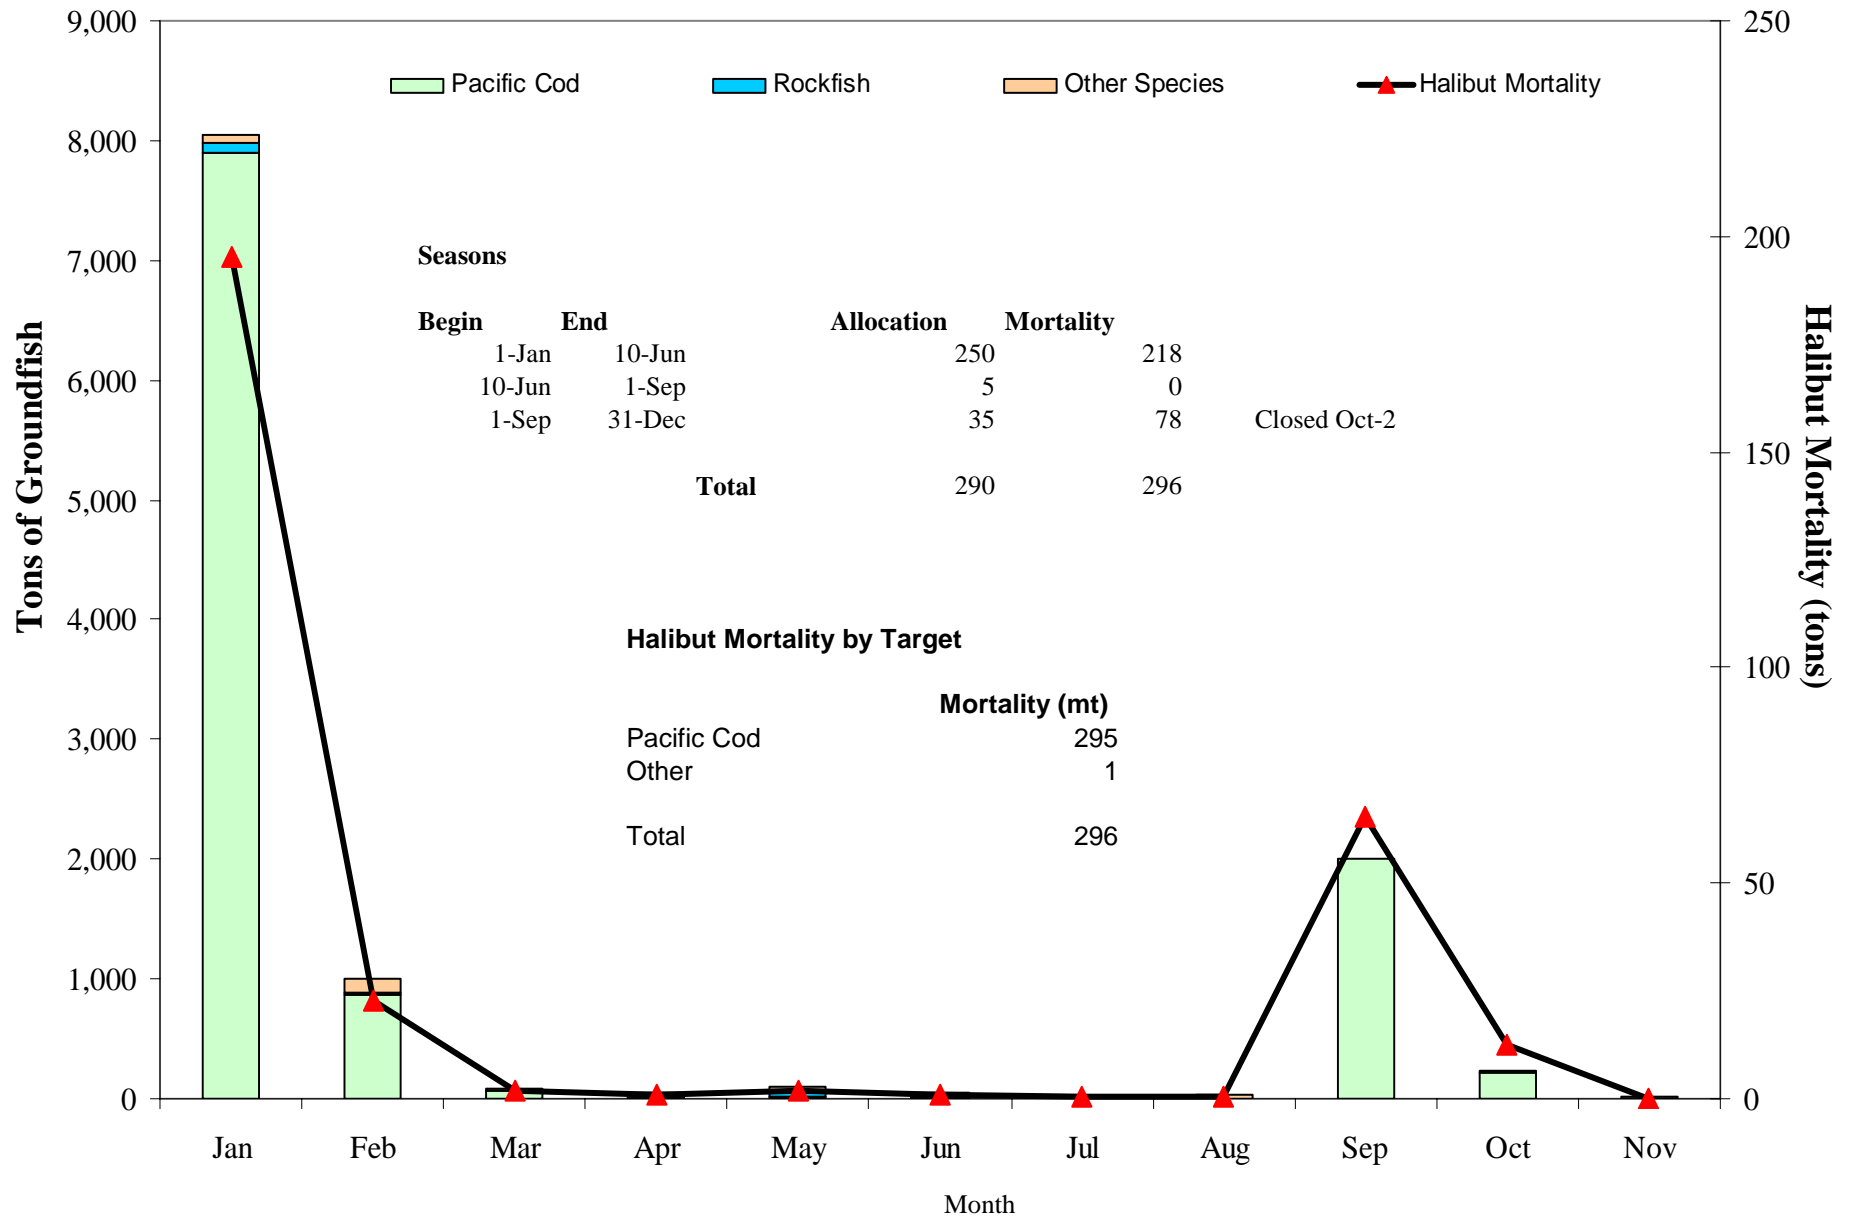 Pacific Cod Rockfish Other Species Halibut Mortality
9,000
8,000
7,000
6,000
5,000
4,000
3,000
2,000
1,000
0
Tons of Groundfish
Seasons
Begin End Allocation Mortality
1-Jan 10-Jun 250 218
10-Jun 1-Sep 5 0
1-Sep 31-Dec 35 78 Closed Oct-2
Total 290 296
Halibut Mortality by Target
Mortality (mt)
Pacific Cod 295
Other 1
Total 296
250
200
150
100
50
0
Halibut Mortality (tons)
Jan Feb Mar Apr May Jun Jul Aug Sep Oct Nov
Month